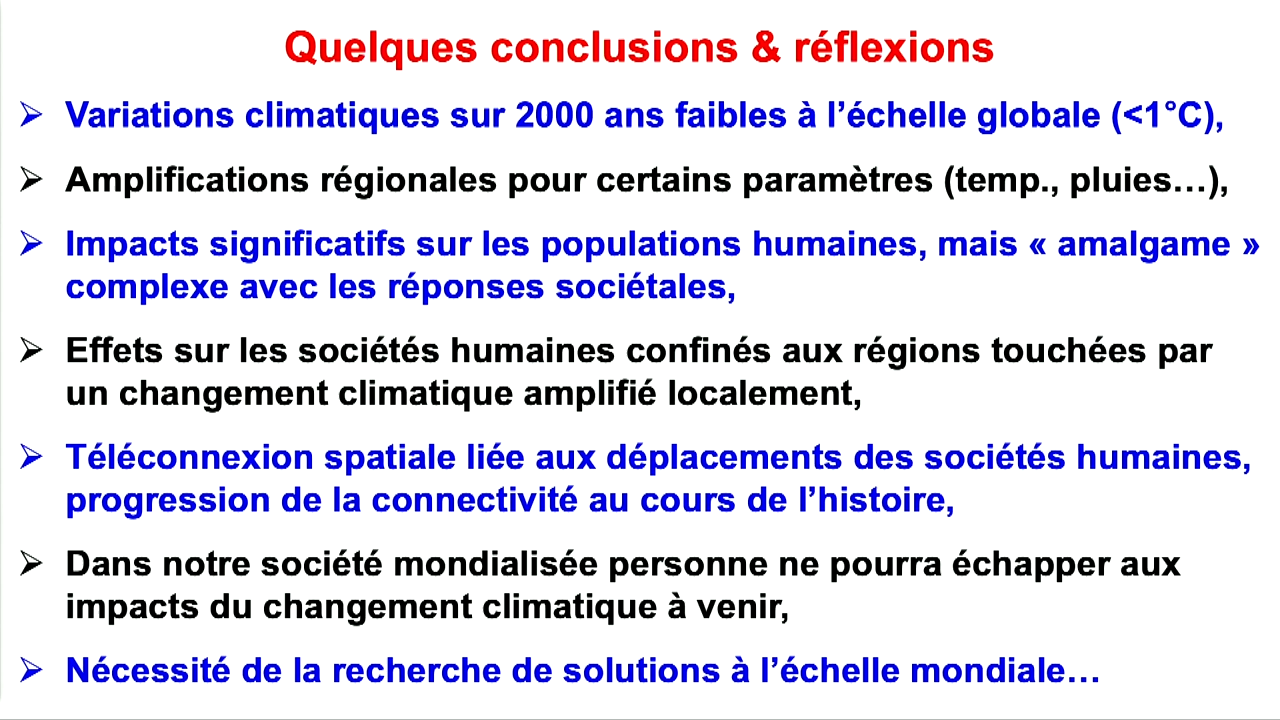 Quelques conclusions & réflexions
➢ Variations climatiques sur 2000 ans faibles à l’échelle globale (<1°C),
➢ Amplifications régionales pour certains paramètres (temp., pluies…),
➢ Impacts significatifs sur les populations humaines, mais « amalgame »
complexe avec les réponses sociétales,
➢ Effets sur les sociétés humaines confinés aux régions touchées par
un changement climatique amplifié localement,
➢ Téléconnexion spatiale liée aux déplacements des sociétés humaines,
progression de la connectivité au cours de l’histoire,
➢ Dans notre société mondialisée personne ne pourra échapper aux
impacts du changement climatique à venir,
➢ Nécessité de la recherche de solutions à l’échelle mondiale…